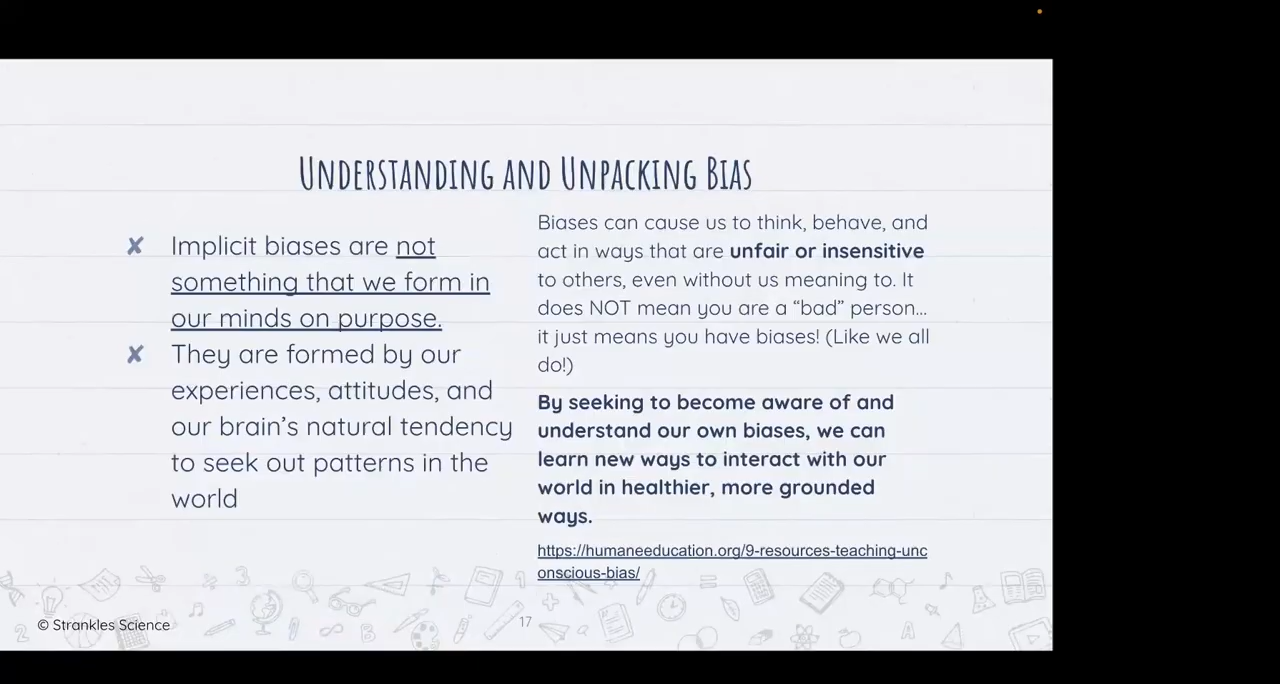 Understanding and Unpacking Bias
✘ Implicit biases are not
something that we form in
our minds on purpose.
✘ They are formed by our
experiences, attitudes, and
our brain's natural tendency
to seek out patterns in the
world
Biases can cause us to think, behave, and
act in ways that are unfair or insensitive
to others, even without us meaning to. It
does NOT mean you are a “bad” person...
it just means you have biases! (Like we all
do!)
By seeking to become aware of and
understand our own biases, we can
learn new ways to interact with our
world in healthier, more grounded
ways.
https://humaneeducation.org/9-resources-teaching-unc
onscious-bias/
© Strankles Science
17